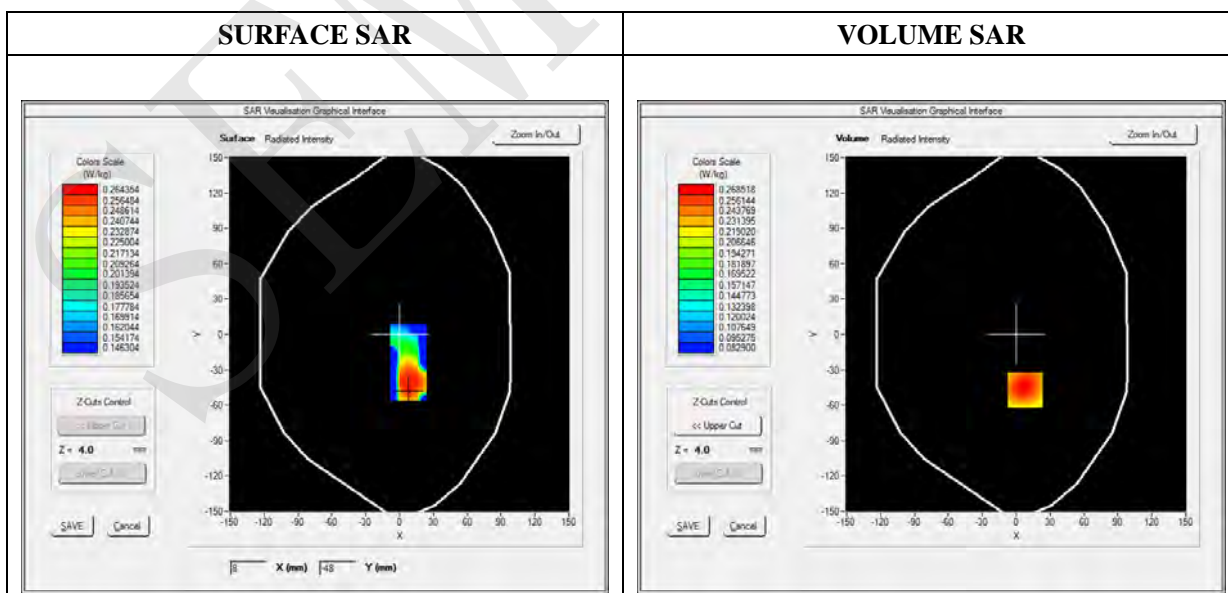 SURFACE SAR
VOLUME SAR
SAR Visualisation Graphical Interface
Surface Radiated Intensity
Zoom In/Out
Colors Scale
(W/kg)
0.264354
0.256484
0.248614
0.240744
0.232874
0.225004
0.217134
0.209264
0.201394
0.193524
0.185654
0.177784
0.169914
0.162044
0.154174
0.146304
150
120
90
60
30
Y 0
-30
-60
-90
-120
-150
-150 -120 -90 -60 -30 0 30 60 90 120 150
X
Z-Cuts Control
<< Upper Cut
Z = 4.0 mm
SAVE Cancel
8 X (mm) -48 Y (mm)
SAR Visualisation Graphical Interface
Volume Radiated Intensity
Zoom In/Out
Colors Scale
(W/kg)
0.268518
0.256144
0.243769
0.231395
0.219020
0.206646
0.194271
0.181897
0.169522
0.157147
0.144773
0.132398
0.120024
0.107649
0.095275
0.082900
150
120
90
60
30
Y 0
-30
-60
-90
-120
-150
-150 -120 -90 -60 -30 0 30 60 90 120 150
X
Z-Cuts Control
<< Upper Cut
Z = 4.0 mm
SAVE Cancel
SEM